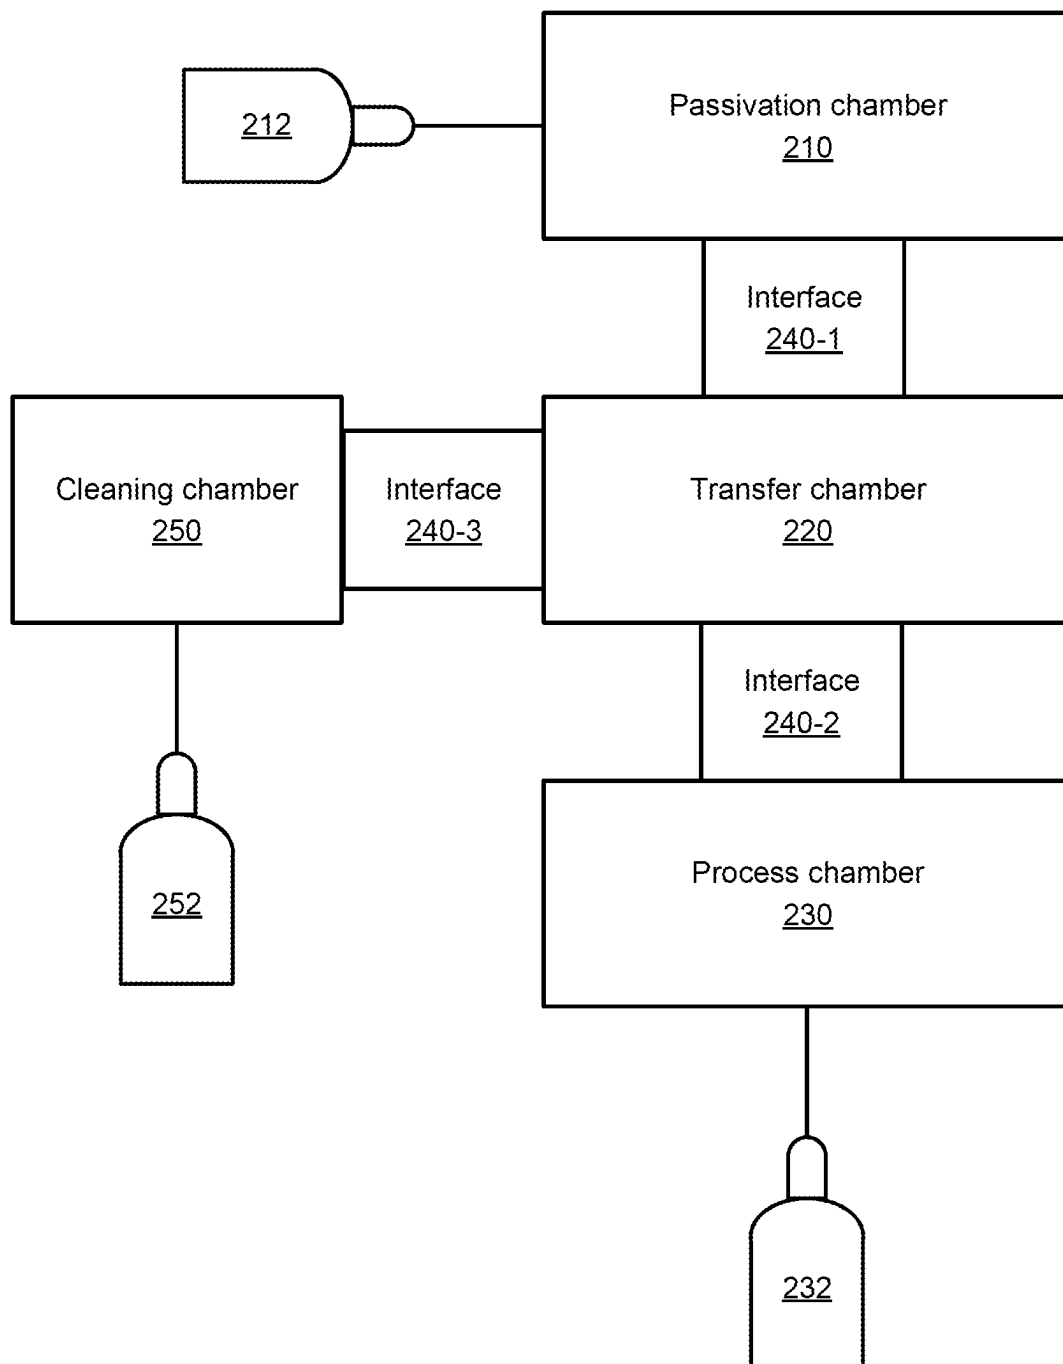 212
Passivation chamber
210
Interface
240-1
Cleaning chamber
250
Interface
240-3
Transfer chamber
220
Interface
240-2
252
Process chamber
230
232